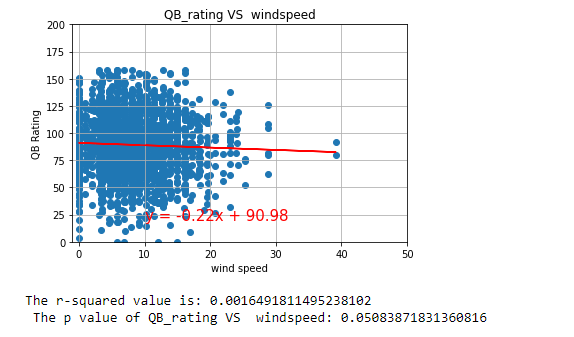 QB_rating VS  windspeed
200
175
150
125
100
75
50
25
0
QB Rating
y = -0.22x + 90.98
0
10
20
30
40
50
wind speed
The r-squared value is: 0.0016491811495238102
The p value of QB_rating VS  windspeed: 0.05083871831360816